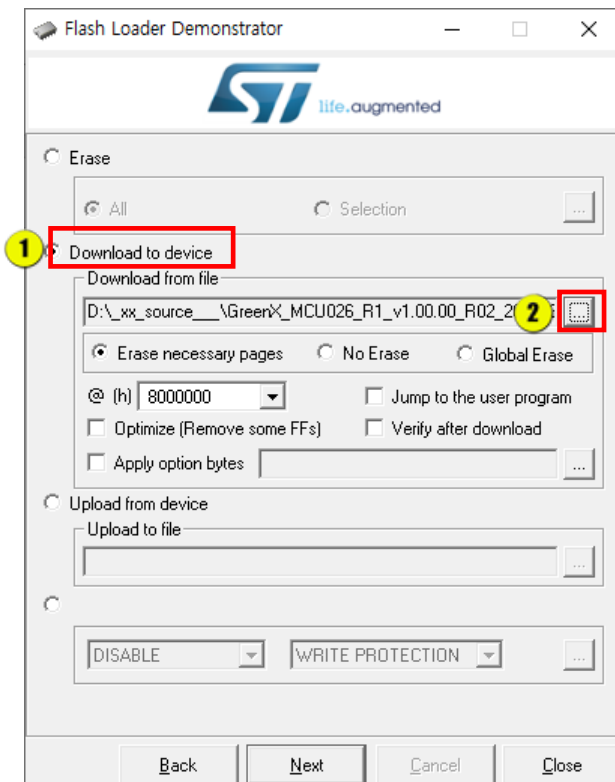 Flash Loader Demonstrator
ST life.augmented
Erase
All Selection ...
1 Download to device
Download from file
D:\_xx_source___\GreenX_MCU026_R1_v1.00.00_R02_2 2 ...
Erase necessary pages No Erase Global Erase
@ (h) 8000000 Jump to the user program
Optimize (Remove some FFs) Verify after download
Apply option bytes ...
Upload from device
Upload to file
...
DISABLE WRITE PROTECTION ...
Back Next Cancel Close